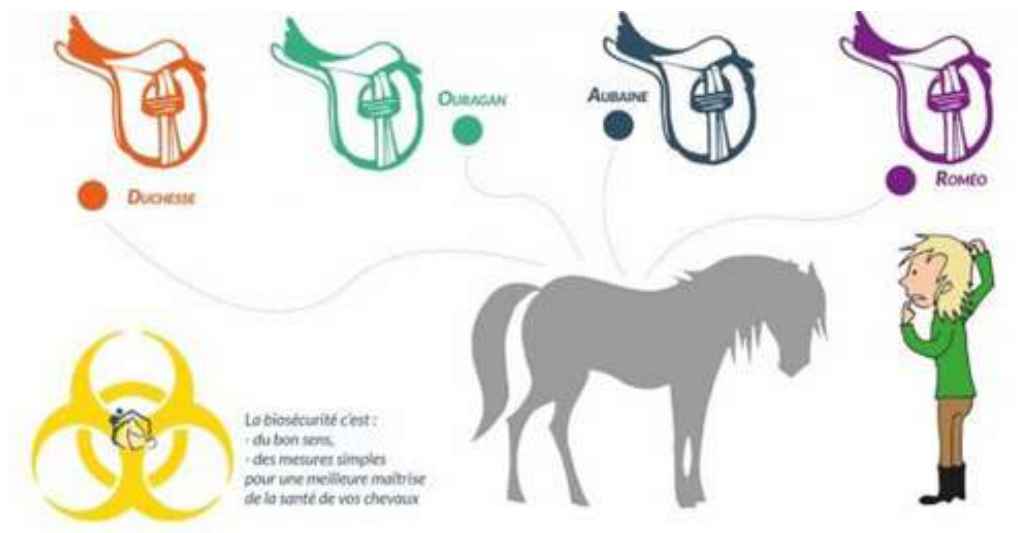 OURAGAN
AUBAINE
ROMÉO
DUCHESSE
La biosécurité c'est :
- du bon sens,
- des mesures simples
pour une meilleure maîtrise
de la santé de vos chevaux